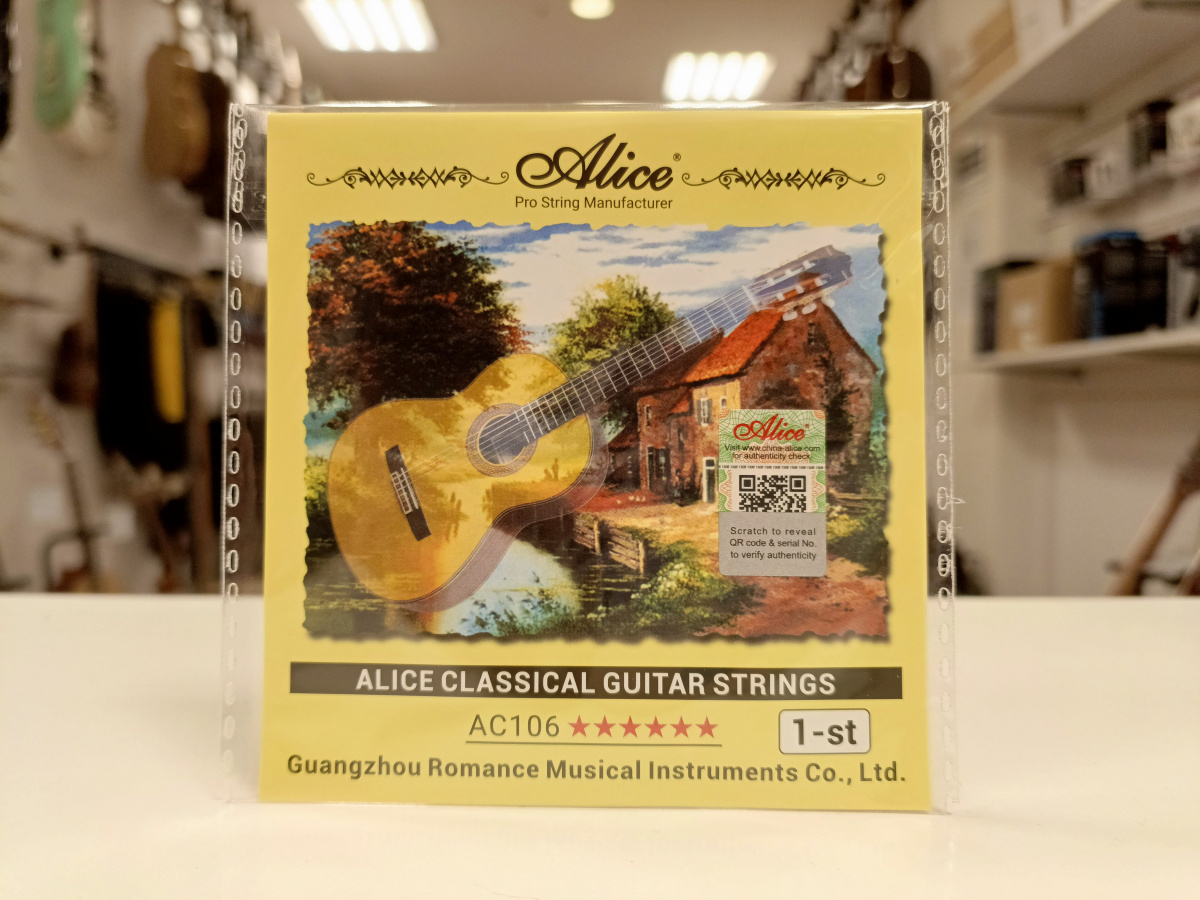 Alice®
Pro String Manufacturer
Alice®
Visit www.china-alice.com
for authenticity check
Scratch to reveal
QR code & serial No.
to verify authenticity
ALICE CLASSICAL GUITAR STRINGS
AC106 ★★★★★★
1-st
Guangzhou Romance Musical Instruments Co., Ltd.